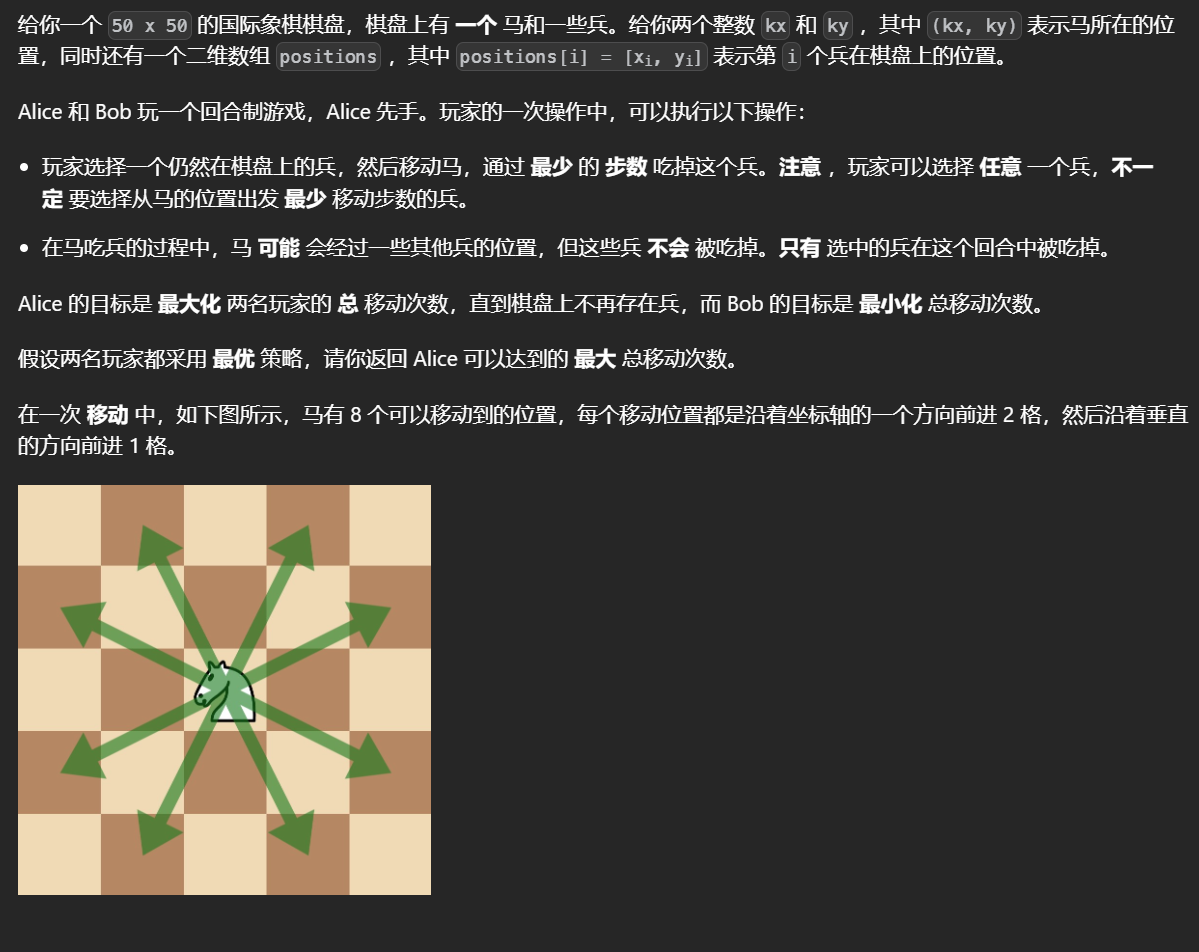 给你一个 50 x 50 的国际象棋棋盘，棋盘上有 一个 马和一些兵。给你两个整数 kx 和 ky ，其中 (kx, ky) 表示马所在的位
置，同时还有一个二维数组 positions ，其中 positions[i] = [xi, yi] 表示第 i 个兵在棋盘上的位置。
Alice 和 Bob 玩一个回合制游戏，Alice 先手。玩家的一次操作中，可以执行以下操作：
• 玩家选择一个仍然在棋盘上的兵，然后移动马，通过 最少 的 步数 吃掉这个兵。注意 ，玩家可以选择 任意 一个兵，不一
定 要选择从马的位置出发 最少 移动步数的兵。
• 在马吃兵的过程中，马 可能 会经过一些其他兵的位置，但这些兵 不会 被吃掉。只有 选中的兵在这个回合中被吃掉。
Alice 的目标是 最大化 两名玩家的 总 移动次数，直到棋盘上不再存在兵，而 Bob 的目标是 最小化 总移动次数。
假设两名玩家都采用 最优 策略，请你返回 Alice 可以达到的 最大 总移动次数。
在一次 移动 中，如下图所示，马有 8 个可以移动到的位置，每个移动位置都是沿着坐标轴的一个方向前进 2 格，然后沿着垂直
的方向前进 1 格。